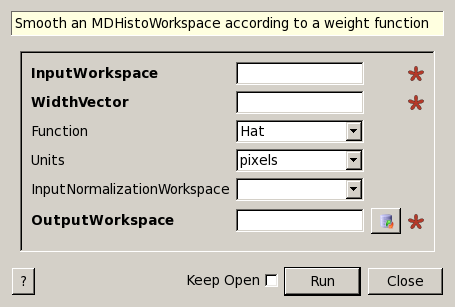 Smooth an MDHistoWorkspace according to a weight function
InputWorkspace
WidthVector
Function Hat
Units pixels
InputNormalizationWorkspace
OutputWorkspace
? Keep Open Run Close